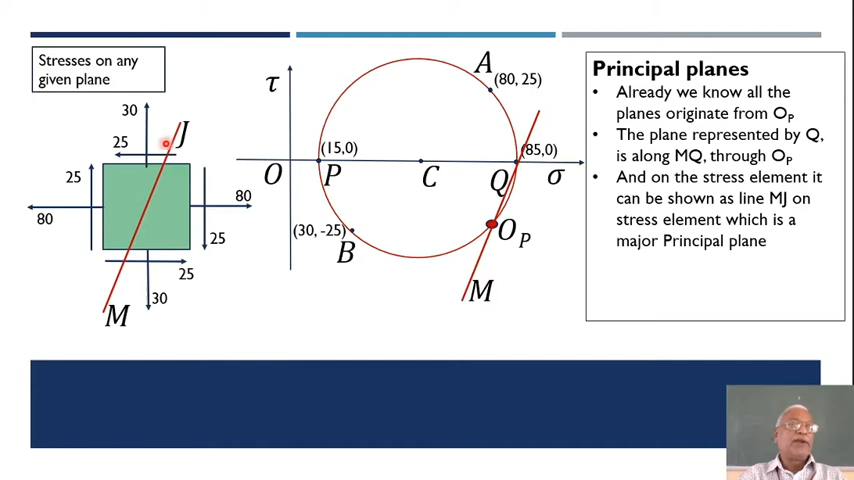 Stresses on any
given plane
30
J
25
25
80
80
25
25
30
M
τ
A
(80, 25)
(15,0)
(85,0)
O
P
C
Q
σ
(30, -25)
B
O_P
M
Principal planes
• Already we know all the
planes originate from O_P
• The plane represented by Q,
is along MQ, through O_P
• And on the stress element it
can be shown as line MJ on
stress element which is a
major Principal plane